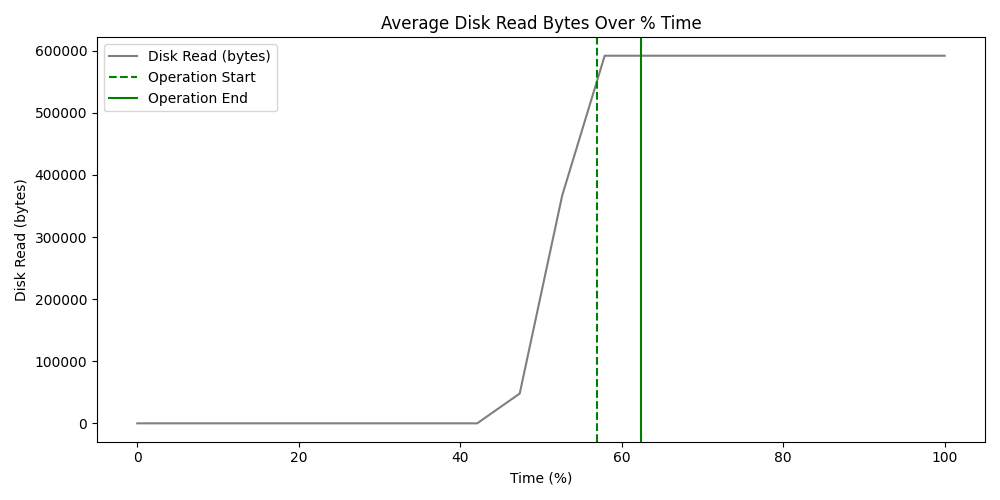 Average Disk Read Bytes Over % Time
Disk Read (bytes)
Operation Start
Operation End
600000
500000
400000
300000
200000
100000
0
Disk Read (bytes)
0 20 40 60 80 100
Time (%)